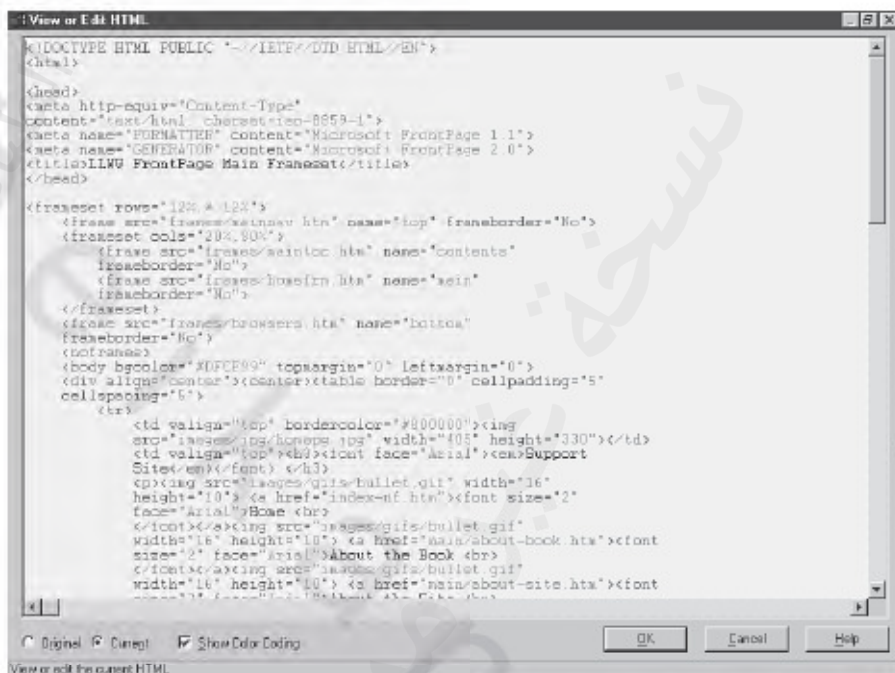 View or Edit HTML
<!DOCTYPE HTML PUBLIC "-//IETF//DTD HTML//EN">
<html>
<head>
<meta http-equiv="Content-Type"
content="text/html; charset=iso-8859-1">
<meta name="FORMATTER" content="Microsoft FrontPage 1.1">
<meta name="GENERATOR" content="Microsoft FrontPage 2.0">
<title>LLWW FrontPage Main Frameset</title>
</head>
<frameset rows="12%,*,12%">
<frame src="frames/mainnav.htm" name="top" frameborder="No">
<frameset cols="20%,80%">
<frame src="frames/maintoc.htm" name="contents"
frameborder="No">
<frame src="frames/homefrn.htm" name="main"
frameborder="No">
</frameset>
<frame src="frames/browsers.htm" name="bottom"
frameborder="No">
<noframes>
<body bgcolor="#DFCE99" topmargin="0" leftmargin="0">
<div align="center"><center><table border="0" cellpadding="5"
cellspacing="5">
<tr>
<td valign="top" bordercolor="#800000"><img
src="images/jpg/homepg.jpg" width="405" height="330"></td>
<td valign="top"><h3><font face="Arial"><em>Support
Site</em></font> </h3>
<p><img src="images/gifs/bullet.gif" width="16"
height="10"> <a href="index-nf.htm"><font size="2"
face="Arial">Home <br>
</font></a><img src="images/gifs/bullet.gif"
width="16" height="10"> <a href="main/about-book.htm"><font
size="2" face="Arial">About the Book <br>
</font></a><img src="images/gifs/bullet.gif"
width="16" height="10"> <a href="main/about-site.htm"><font
size="2" face="Arial">About the Site <br>
Original Current Show Color Coding OK Cancel Help
View or edit the current HTML
نسخة